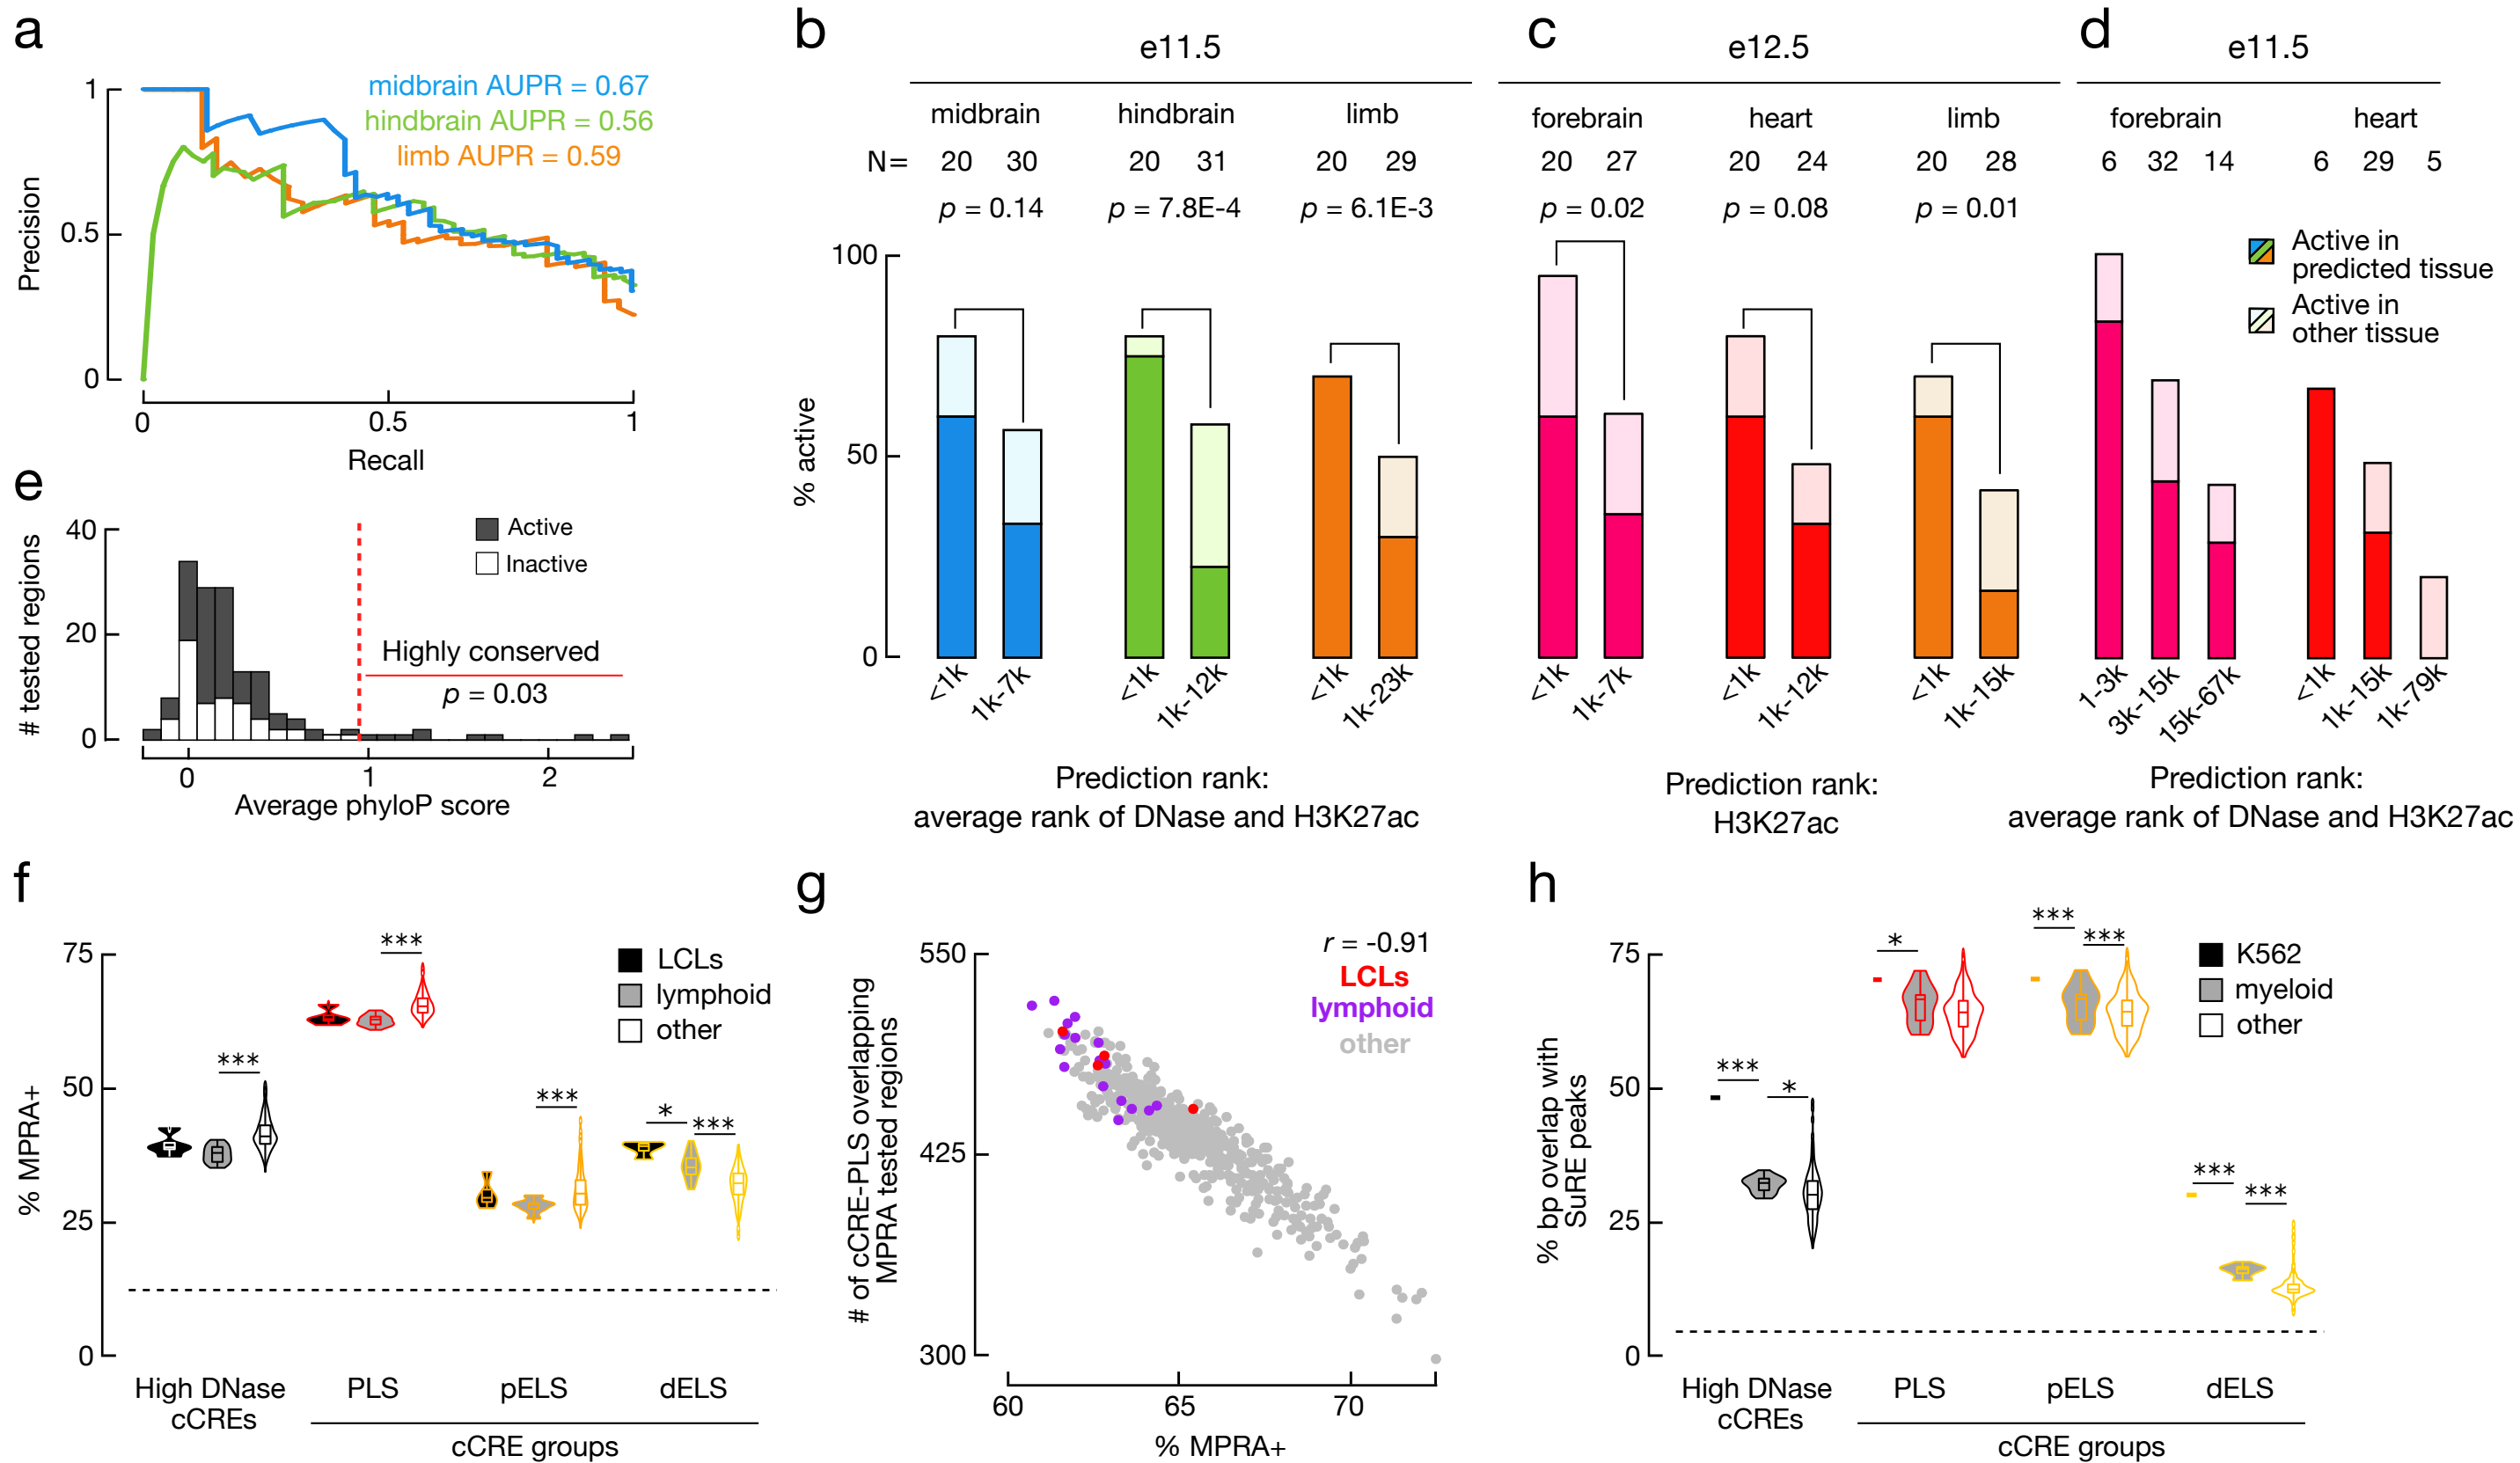 a
midbrain AUPR = 0.67
hindbrain AUPR = 0.56
limb AUPR = 0.59
Precision
1
0.5
0
0
0.5
1
Recall
b
e11.5
midbrain
hindbrain
limb
N=
20
30
20
31
20
29
p = 0.14
p = 7.8E-4
p = 6.1E-3
% active
100
50
0
<1k
1k-7k
<1k
1k-12k
<1k
1k-23k
Prediction rank:
average rank of DNase and H3K27ac
c
e12.5
forebrain
heart
limb
20
27
20
24
20
28
p = 0.02
p = 0.08
p = 0.01
<1k
1k-7k
<1k
1k-12k
<1k
1k-15k
Prediction rank:
H3K27ac
d
e11.5
forebrain
heart
6
32
14
6
29
5
Active in
predicted tissue
Active in
other tissue
1-3k
3k-15k
15k-67k
<1k
1k-15k
1k-79k
Prediction rank:
average rank of DNase and H3K27ac
e
# tested regions
40
20
0
Active
Inactive
Highly conserved
p = 0.03
0
1
2
Average phyloP score
f
% MPRA+
75
50
25
0
***
***
***
*
***
LCLs
lymphoid
other
High DNase
cCREs
PLS
pELS
dELS
cCRE groups
g
# of cCRE-PLS overlapping
MPRA tested regions
550
425
300
r = -0.91
LCLs
lymphoid
other
60
65
70
% MPRA+
h
% bp overlap with
SuRE peaks
75
50
25
0
***
*
*
***
***
***
***
K562
myeloid
other
High DNase
cCREs
PLS
pELS
dELS
cCRE groups